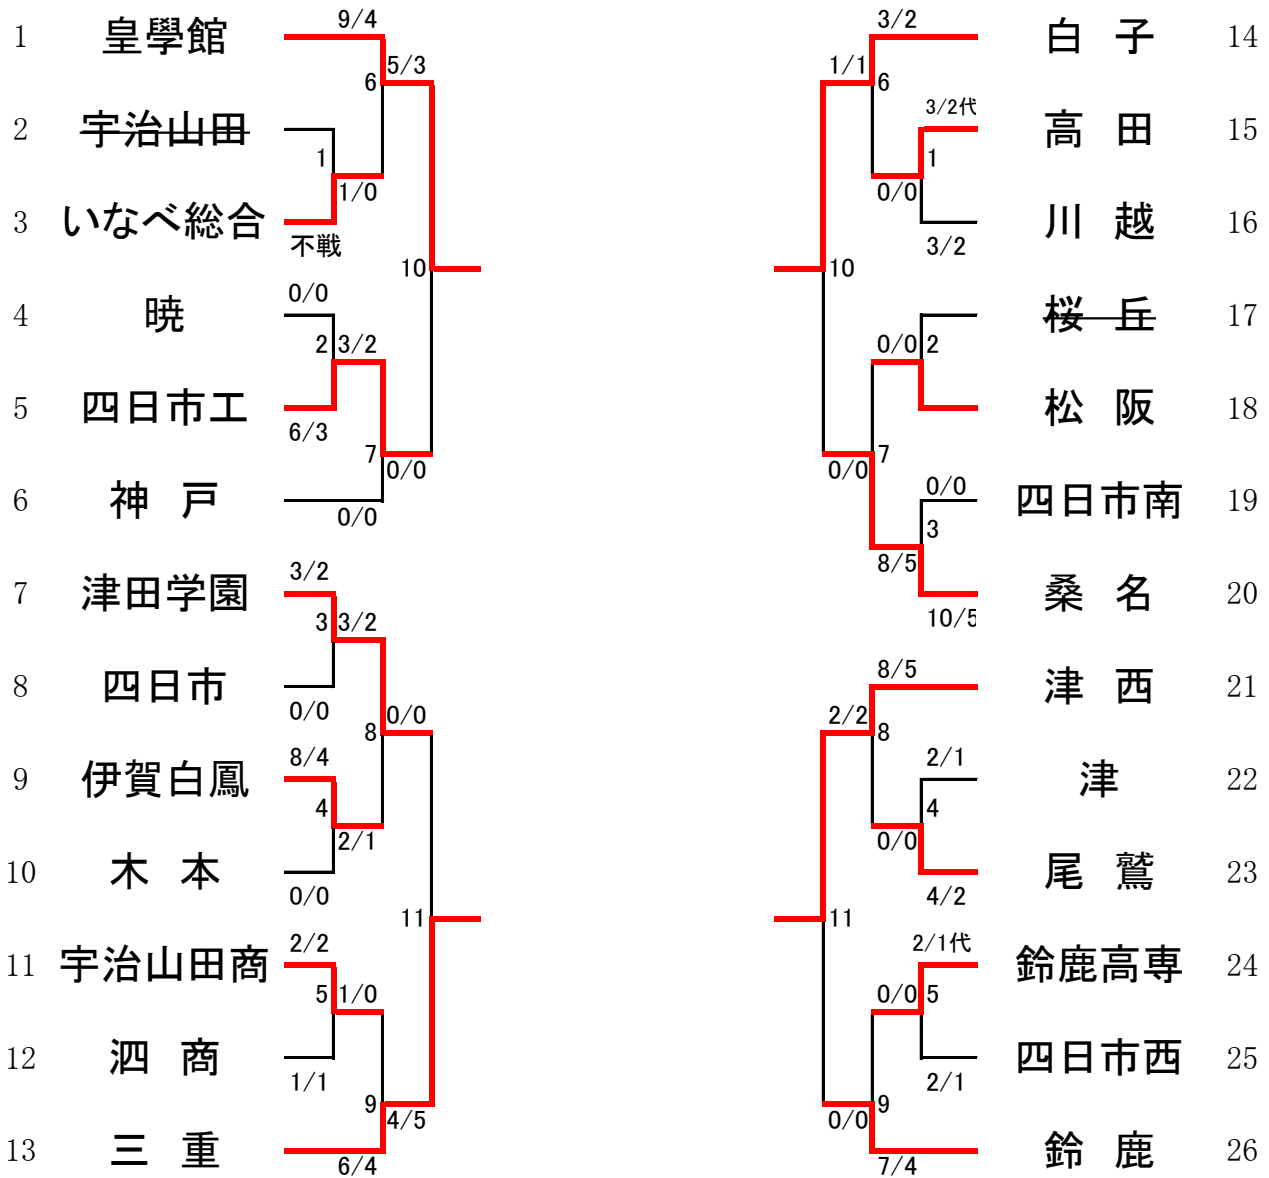 9/4
1 皇學館
5/3
6
2 宇治山田
1
1/0
3 いなべ総合
不戦
10
0/0
4 暁
2 3/2
5 四日市工
6/3
7
0/0
6 神戸
0/0
3/2
7 津田学園
3 3/2
8 四日市
0/0
0/0
8
8/4
9 伊賀白鳳
4
2/1
10 木本
0/0
11
2/2
11 宇治山田商
5 1/0
12 泗商
1/1
9
4/5
13 三重
6/4
3/2
白子 14
1/1
6
3/2代
高田 15
1
0/0
川越 16
3/2
10
桜丘 17
0/0 2
松阪 18
7
0/0
0/0
四日市南 19
3
8/5
桑名 20
10/5
8/5
津西 21
2/2
8
2/1
津 22
4
0/0
尾鷲 23
4/2
11
2/1代
鈴鹿高専 24
0/0 5
四日市西 25
2/1
9
0/0
鈴鹿 26
7/4